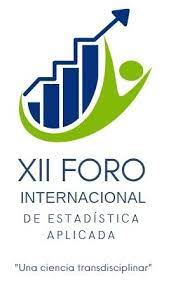 XII FORO
INTERNACIONAL
DE ESTADÍSTICA
APLICADA
"Una ciencia transdisciplinar"